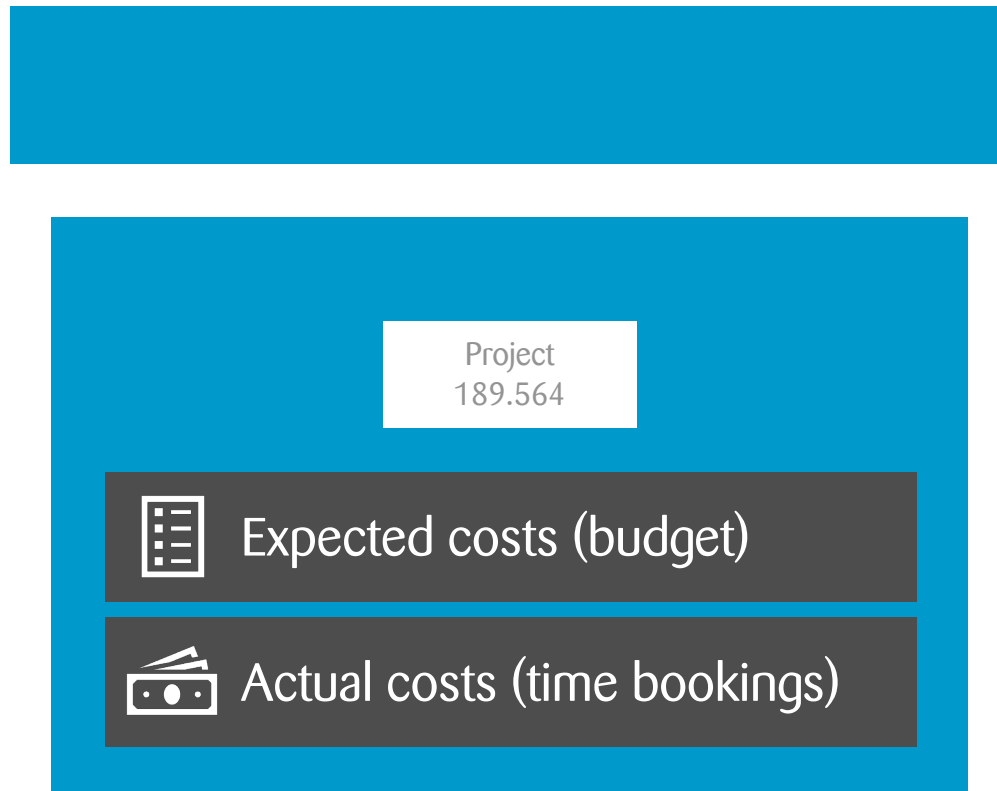 Project
189.564
Expected costs (budget)
Actual costs (time bookings)